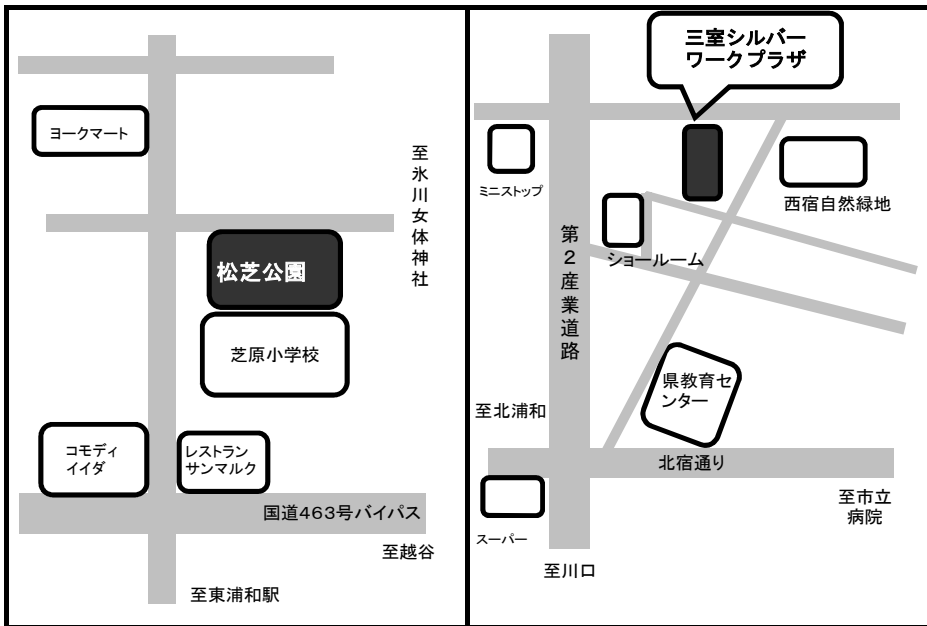 ヨークマート
至氷川女体神社
松芝公園
芝原小学校
コモディ
イイダ
レストラン
サンマルク
国道463号バイパス
至越谷
至東浦和駅
三室シルバー
ワークプラザ
ミニストップ
西宿自然緑地
第2産業道路
ショールーム
県教育セ
ンター
至北浦和
北宿通り
至市立
病院
スーパー
至川口